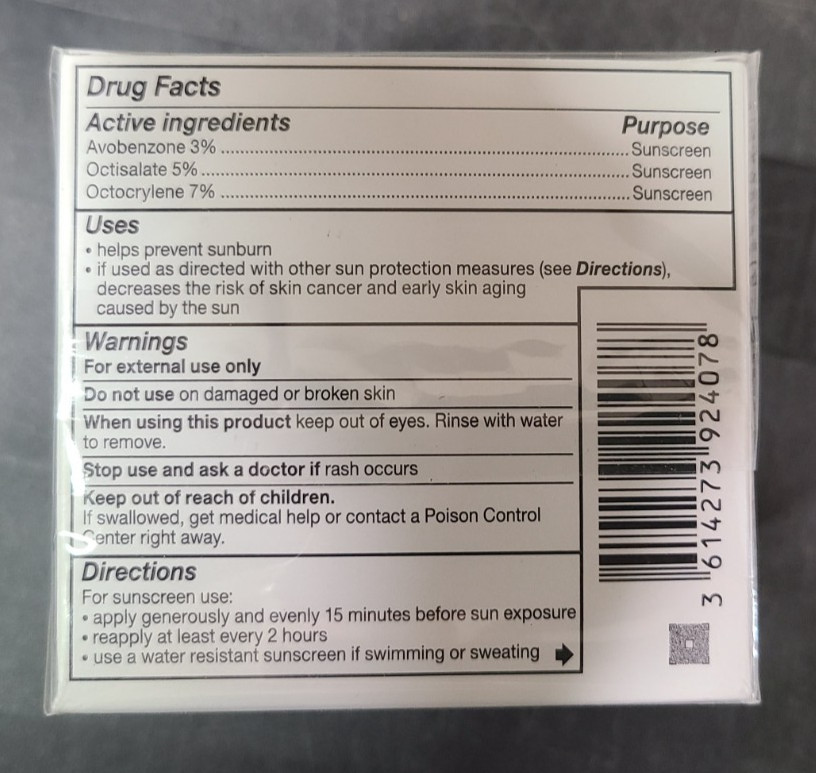 Drug Facts
Active ingredients Purpose
Avobenzone 3% ........................................................................ Sunscreen
Octisalate 5% ........................................................................... Sunscreen
Octocrylene 7% ........................................................................ Sunscreen
Uses
• helps prevent sunburn
• if used as directed with other sun protection measures (see Directions),
decreases the risk of skin cancer and early skin aging
caused by the sun
Warnings
For external use only
Do not use on damaged or broken skin
When using this product keep out of eyes. Rinse with water
to remove.
Stop use and ask a doctor if rash occurs
Keep out of reach of children.
If swallowed, get medical help or contact a Poison Control
Center right away.
Directions
For sunscreen use:
• apply generously and evenly 15 minutes before sun exposure
• reapply at least every 2 hours
• use a water resistant sunscreen if swimming or sweating
3 614273 924078